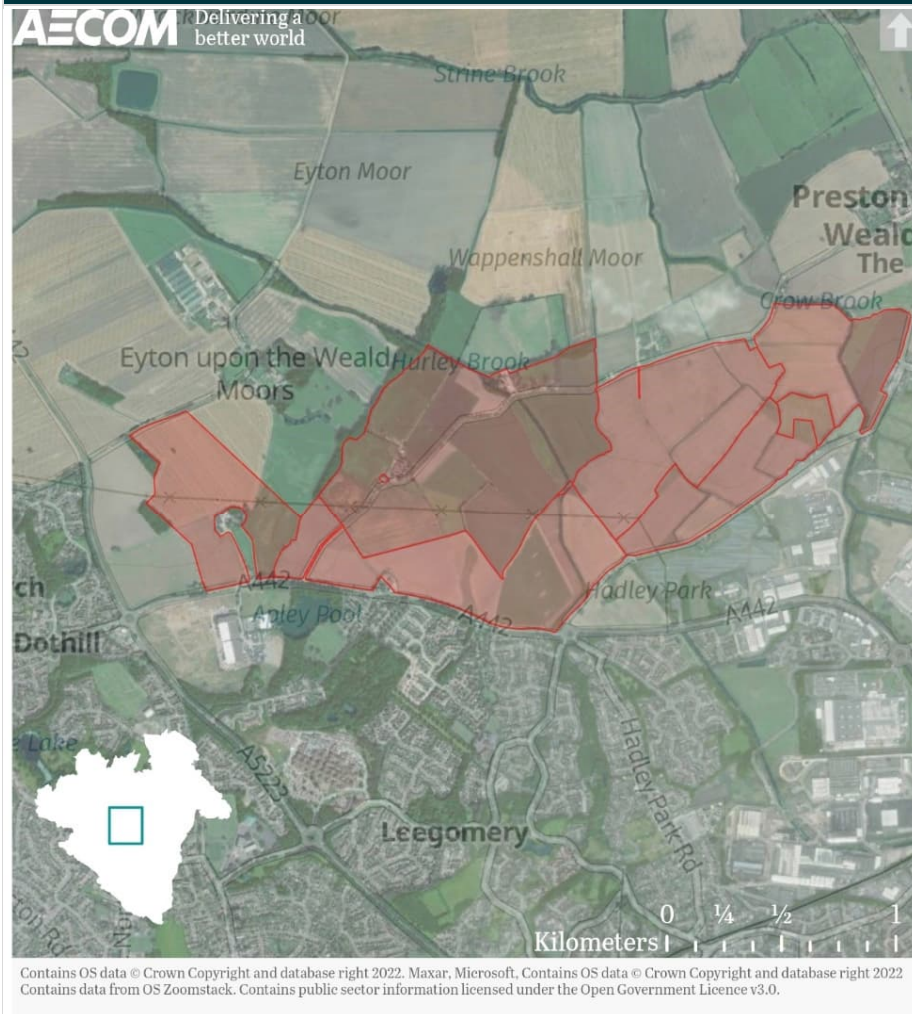 AECOM
Delivering a
better world
Strine Brook
Eyton Moor
Preston
Weald
The
Wappenshall Moor
Crow Brook
Eyton upon the Weald
Moors
Hurley Brook
A442
Hadley Park
Apley Pool
A442
A442
ch
Dothill
e Lake
A5223
Hadley Park Rd
Leegomery
0 ¼ ½ 1
Kilometers
Contains OS data © Crown Copyright and database right 2022. Maxar, Microsoft, Contains OS data © Crown Copyright and database right 2022
Contains data from OS Zoomstack. Contains public sector information licensed under the Open Government Licence v3.0.